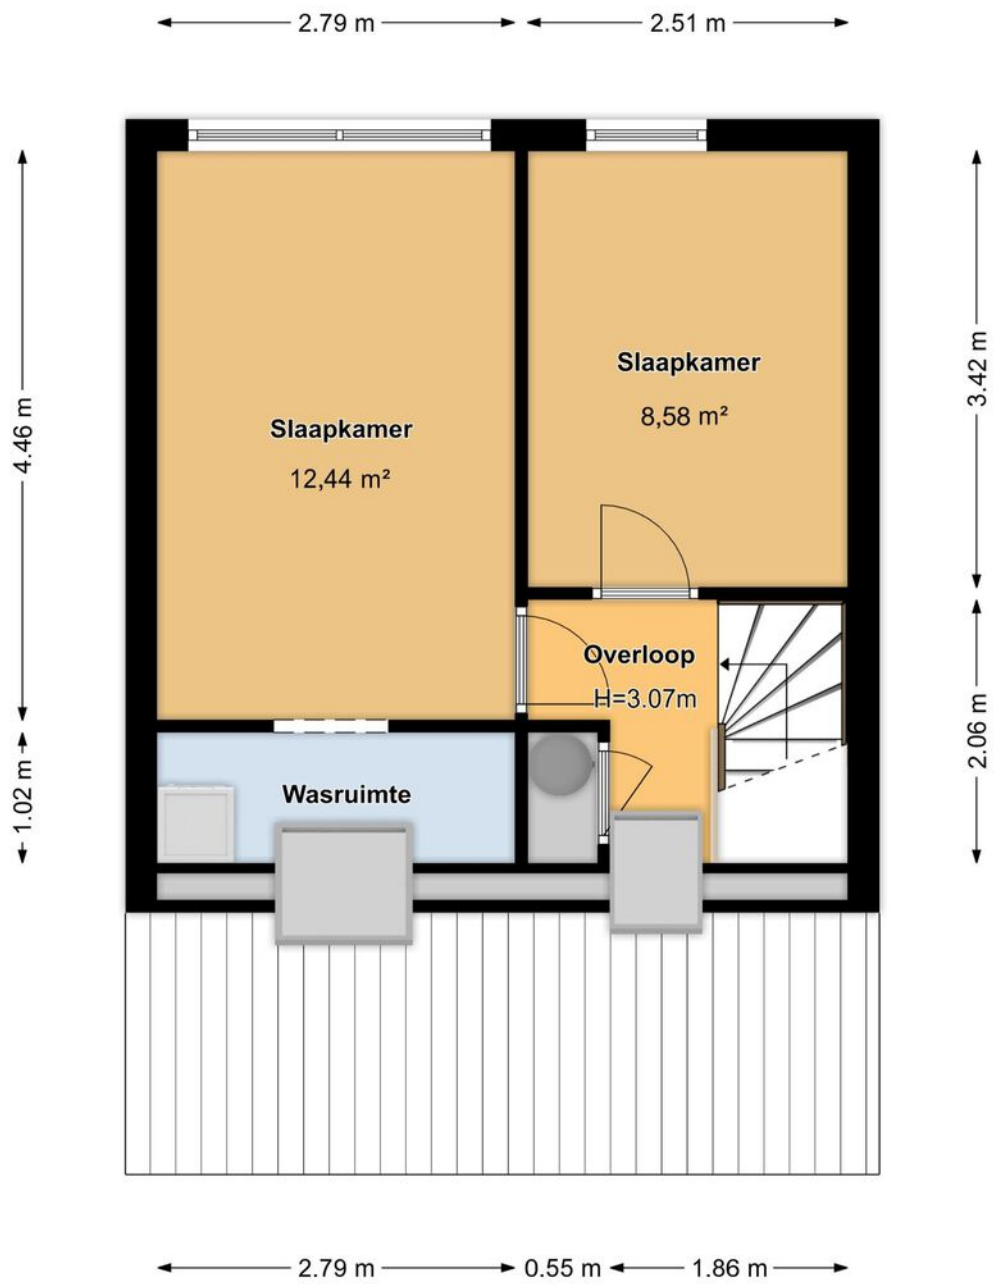 2.79 m
2.51 m
4.46 m
3.42 m
Slaapkamer
8,58 m²
Slaapkamer
12,44 m²
Overloop
H=3.07m
2.06 m
1.02 m
Wasruimte
2.79 m
0.55 m
1.86 m